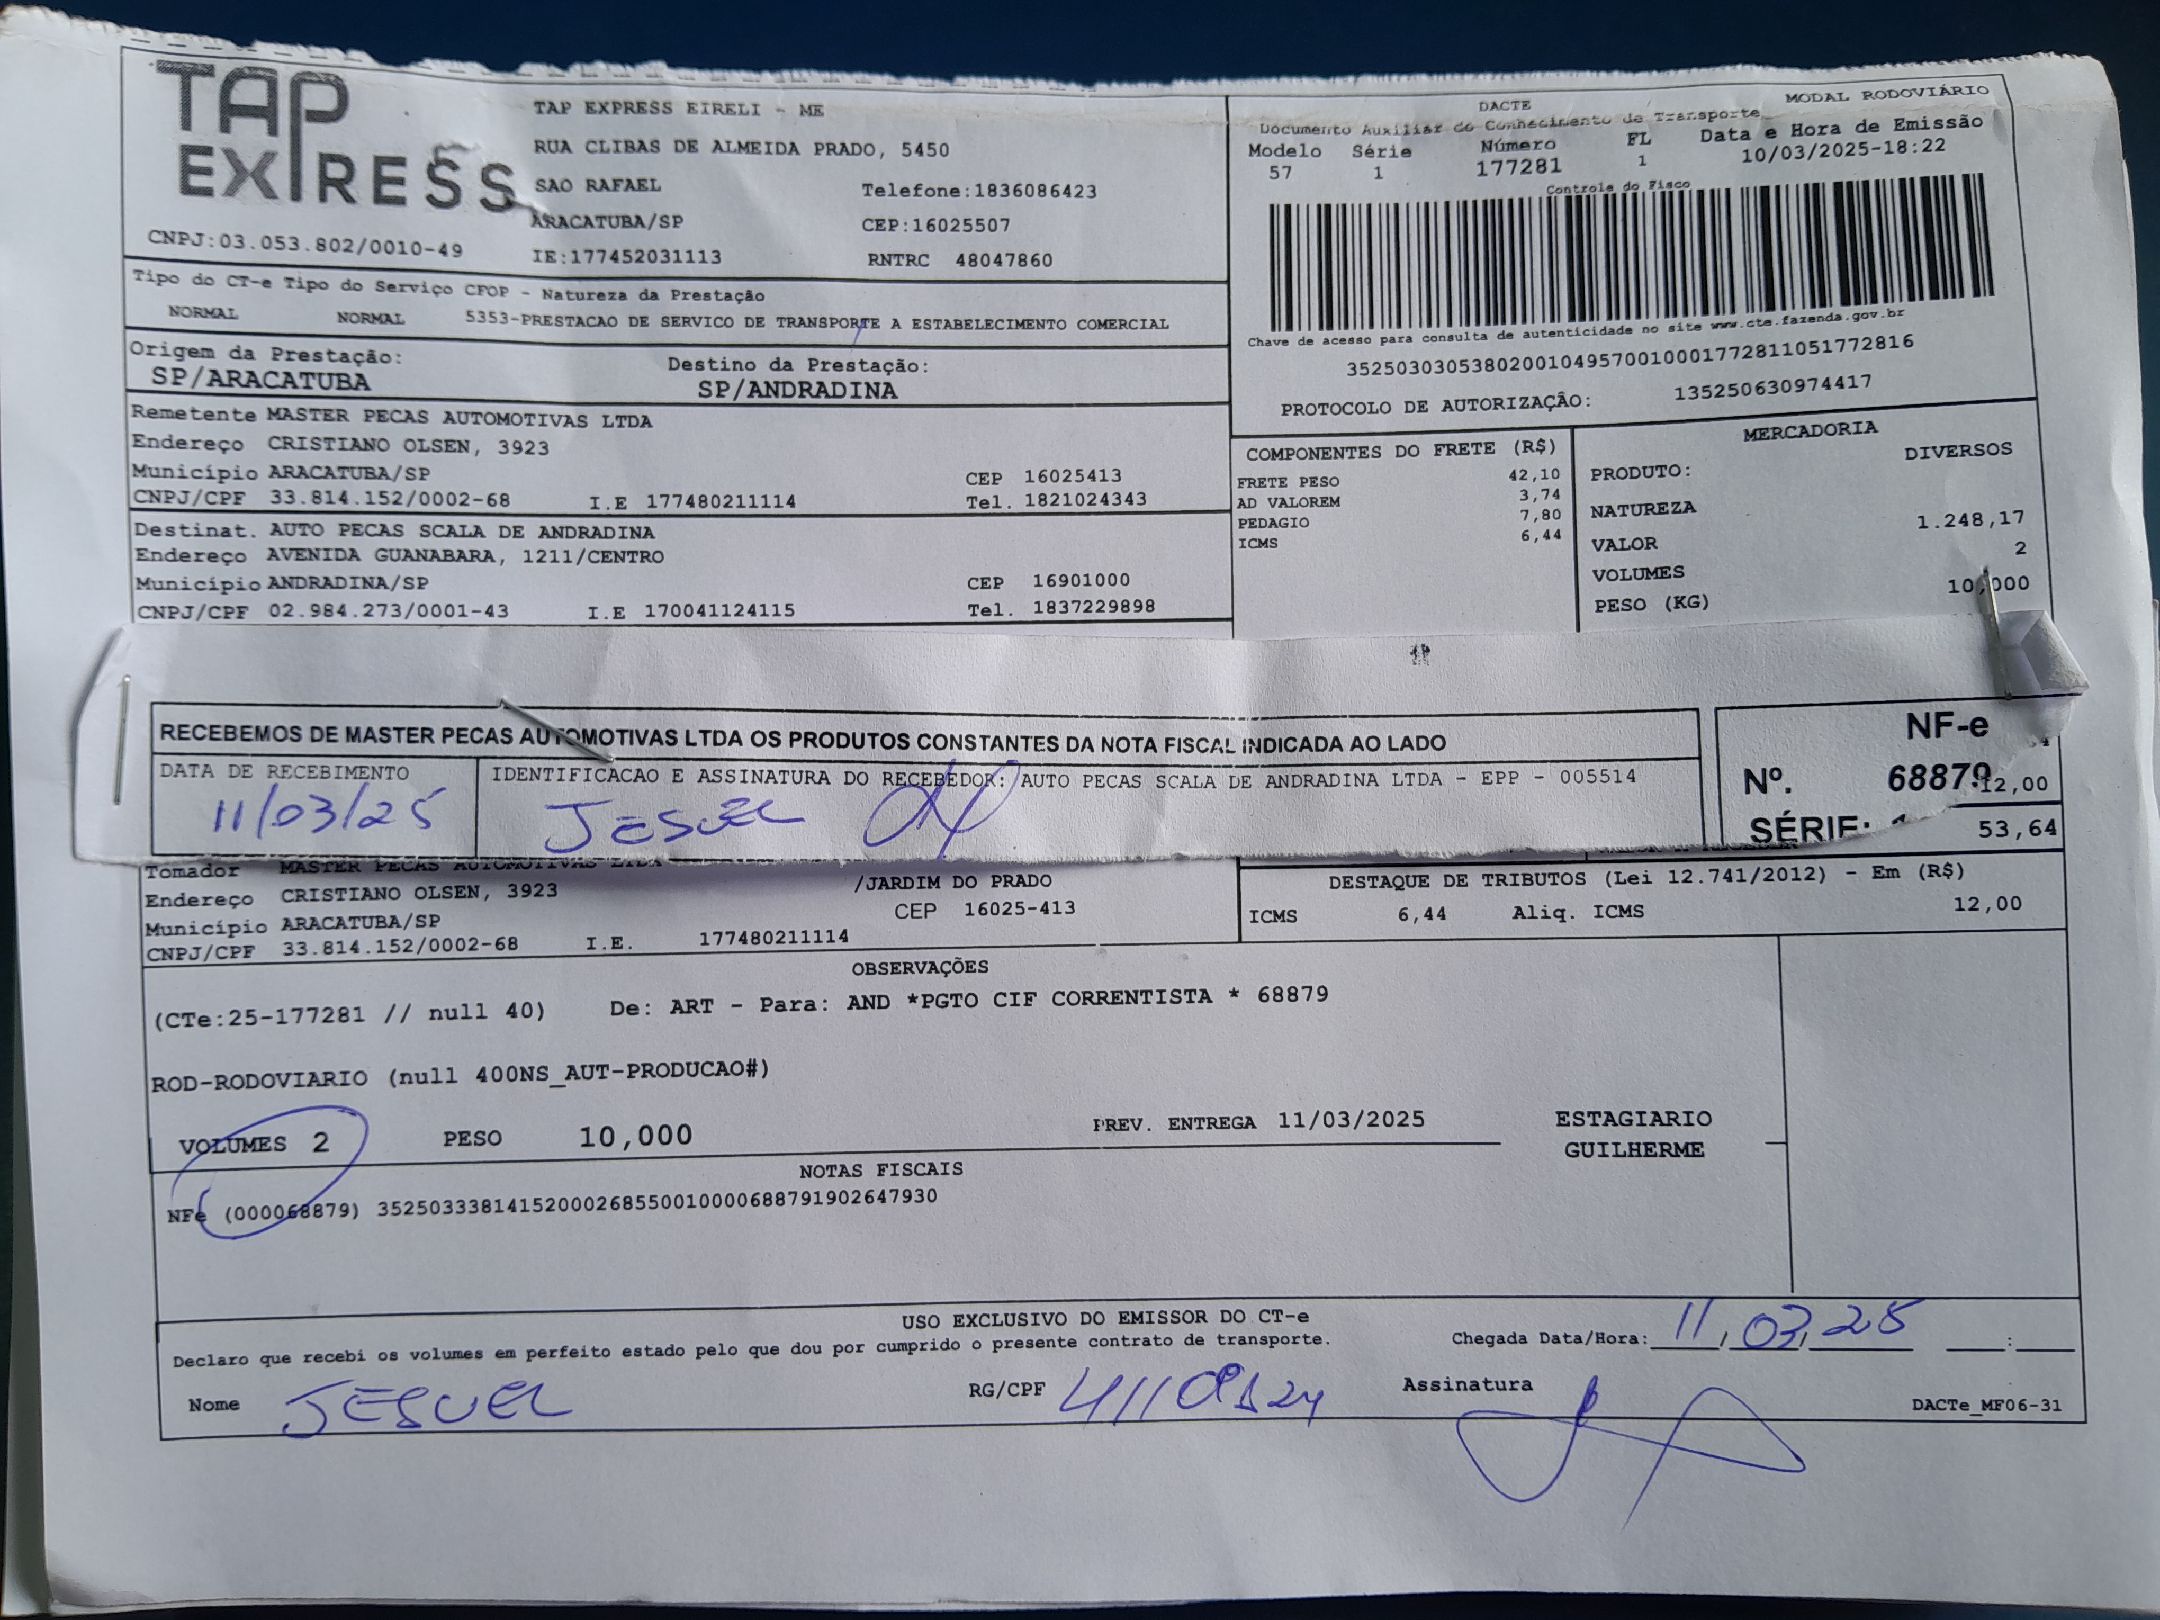 TAP EXPRESS
TAP EXPRESS EIRELI - ME
RUA CLIBAS DE ALMEIDA PRADO, 5450
SAO RAFAEL Telefone:1836086423
ARACATUBA/SP CEP:16025507
CNPJ:03.053.802/0010-49 IE:177452031113 RNTRC 48047860
DACTE MODAL RODOVIÁRIO
Documento Auxiliar do Conhecimento de Transporte
Modelo Série Número FL Data e Hora de Emissão
57 1 177281 1 10/03/2025-18:22
Controle do Fisco
Chave de acesso para consulta de autenticidade no site www.cte.fazenda.gov.br
35250303053802001049570010001772811051772816
PROTOCOLO DE AUTORIZAÇÃO: 135250630974417
Tipo do CT-e Tipo do Serviço CFOP - Natureza da Prestação
NORMAL NORMAL 5353-PRESTACAO DE SERVICO DE TRANSPORTE A ESTABELECIMENTO COMERCIAL
Origem da Prestação: Destino da Prestação:
SP/ARACATUBA SP/ANDRADINA
Remetente MASTER PECAS AUTOMOTIVAS LTDA
Endereço CRISTIANO OLSEN, 3923
Município ARACATUBA/SP CEP 16025413
CNPJ/CPF 33.814.152/0002-68 I.E 177480211114 Tel. 1821024343
Destinat. AUTO PECAS SCALA DE ANDRADINA
Endereço AVENIDA GUANABARA, 1211/CENTRO
Município ANDRADINA/SP CEP 16901000
CNPJ/CPF 02.984.273/0001-43 I.E 170041124115 Tel. 1837229898
COMPONENTES DO FRETE (R$)
FRETE PESO 42,10
AD VALOREM 3,74
PEDAGIO 7,80
ICMS 6,44
MERCADORIA
PRODUTO: DIVERSOS
NATUREZA
VALOR 1.248,17
VOLUMES 2
PESO (KG) 10,000
RECEBEMOS DE MASTER PECAS AUTOMOTIVAS LTDA OS PRODUTOS CONSTANTES DA NOTA FISCAL INDICADA AO LADO
DATA DE RECEBIMENTO IDENTIFICACAO E ASSINATURA DO RECEBEDOR: AUTO PECAS SCALA DE ANDRADINA LTDA - EPP - 005514
11/03/25 JESUEL
NF-e
Nº. 68879
SÉRIE:
12,00
53,64
Tomador MASTER PECAS AUTOMOTIVAS LTDA
Endereço CRISTIANO OLSEN, 3923 /JARDIM DO PRADO
Município ARACATUBA/SP CEP 16025-413
CNPJ/CPF 33.814.152/0002-68 I.E. 177480211114
DESTAQUE DE TRIBUTOS (Lei 12.741/2012) - Em (R$)
ICMS 6,44 Aliq. ICMS 12,00
OBSERVAÇÕES
(CTe:25-177281 // null 40) De: ART - Para: AND *PGTO CIF CORRENTISTA * 68879
ROD-RODOVIARIO (null 400NS_AUT-PRODUCAO#)
VOLUMES 2 PESO 10,000 PREV. ENTREGA 11/03/2025 ESTAGIARIO
GUILHERME
NOTAS FISCAIS
NFe (000068879) 35250333814152000268550010000688791902647930
USO EXCLUSIVO DO EMISSOR DO CT-e
Declaro que recebi os volumes em perfeito estado pelo que dou por cumprido o presente contrato de transporte. Chegada Data/Hora: 11, 03, 25 :
Nome JESUEL RG/CPF Assinatura DACTe_MF06-31